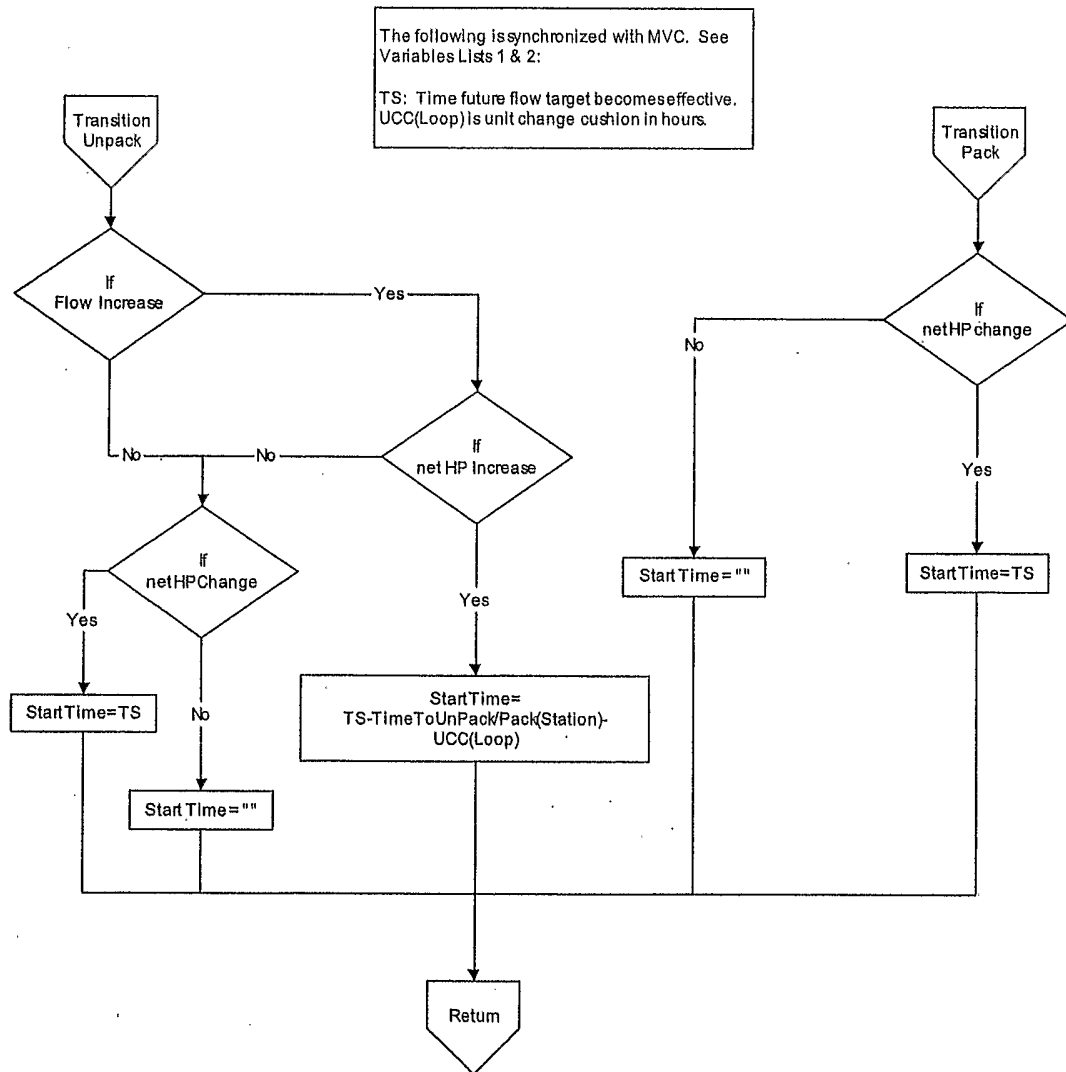 The following is synchronized with MVC. See
Variables Lists 1 & 2:
TS: Time future flow target becomes effective.
UCC(Loop) is unit change cushion in hours.
Transition
Unpack
Transition
Pack
If
Flow Increase
Yes
If
netHPchange
No
No
No
If
net HP Increase
Yes
If
netHPChange
StartTime=""
StartTime=TS
Yes
Yes
StartTime=TS
No
StartTime=
TS-TimeToUnPack/Pack(Station)-
UCC(Loop)
StartTime=""
Return